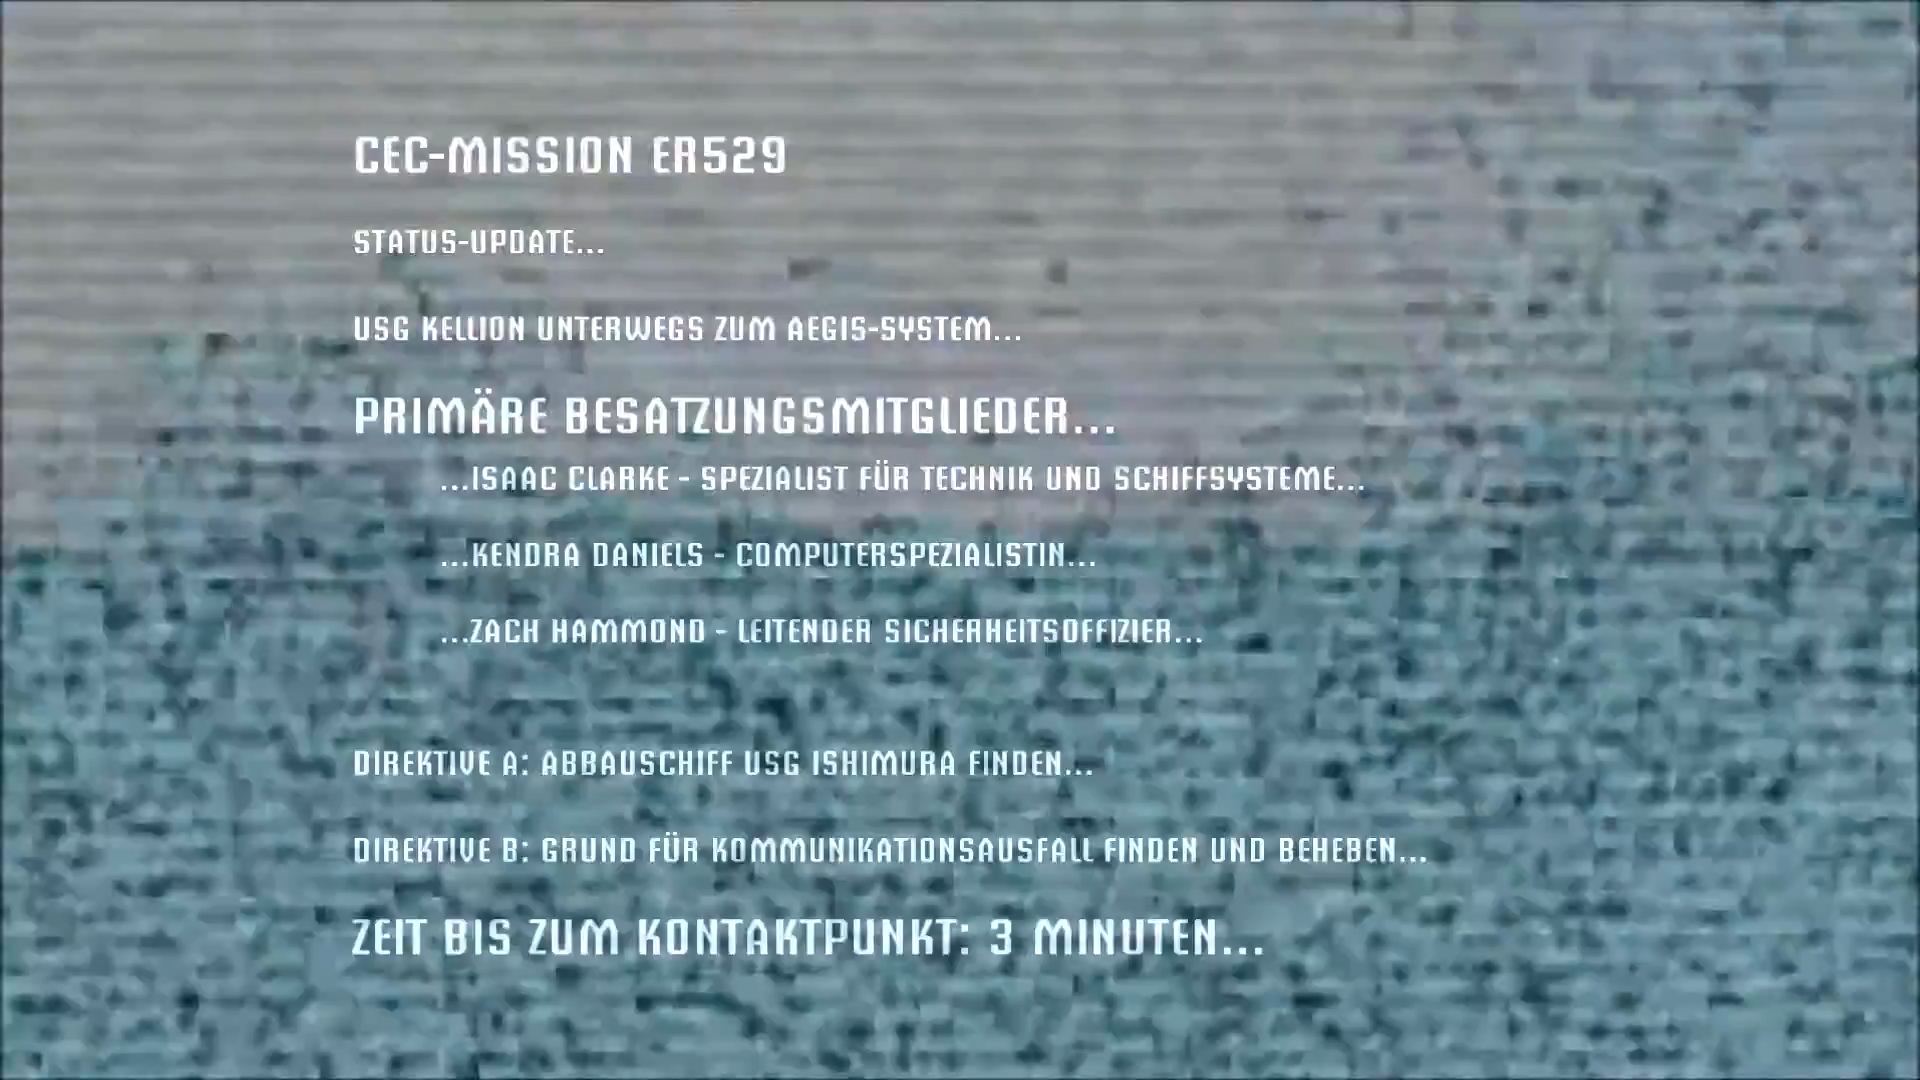 CEC-MISSION ER529
STATUS-UPDATE...
USG KELLION UNTERWEGS ZUM AEGIS-SYSTEM...
PRIMÄRE BESATZUNGSMITGLIEDER...
...ISAAC CLARKE - SPEZIALIST FÜR TECHNIK UND SCHIFFSYSTEME...
...KENDRA DANIELS - COMPUTERSPEZIALISTIN...
...ZACH HAMMOND - LEITENDER SICHERHEITSOFFIZIER...
DIREKTIVE A: ABBAUSCHIFF USG ISHIMURA FINDEN...
DIREKTIVE B: GRUND FÜR KOMMUNIKATIONSAUSFALL FINDEN UND BEHEBEN...
ZEIT BIS ZUM KONTAKTPUNKT: 3 MINUTEN...